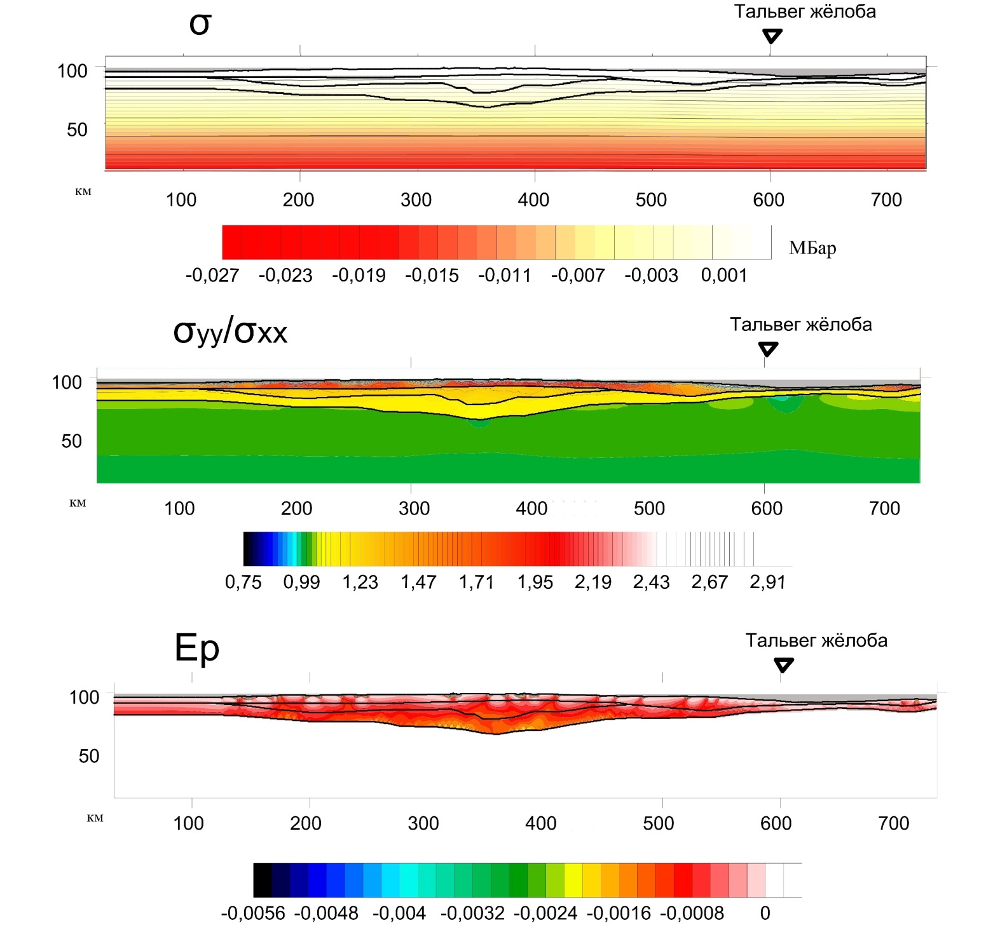 Тальвег жёлоба
σ
100
50
км
100 200 300 400 500 600 700
МБар
-0,027 -0,023 -0,019 -0,015 -0,011 -0,007 -0,003 0,001
Тальвег жёлоба
σyy/σxx
100
50
км
100 200 300 400 500 600 700
0,75 0,99 1,23 1,47 1,71 1,95 2,19 2,43 2,67 2,91
Тальвег жёлоба
Ep
100
50
км
100 200 300 400 500 600 700
-0,0056 -0,0048 -0,004 -0,0032 -0,0024 -0,0016 -0,0008 0